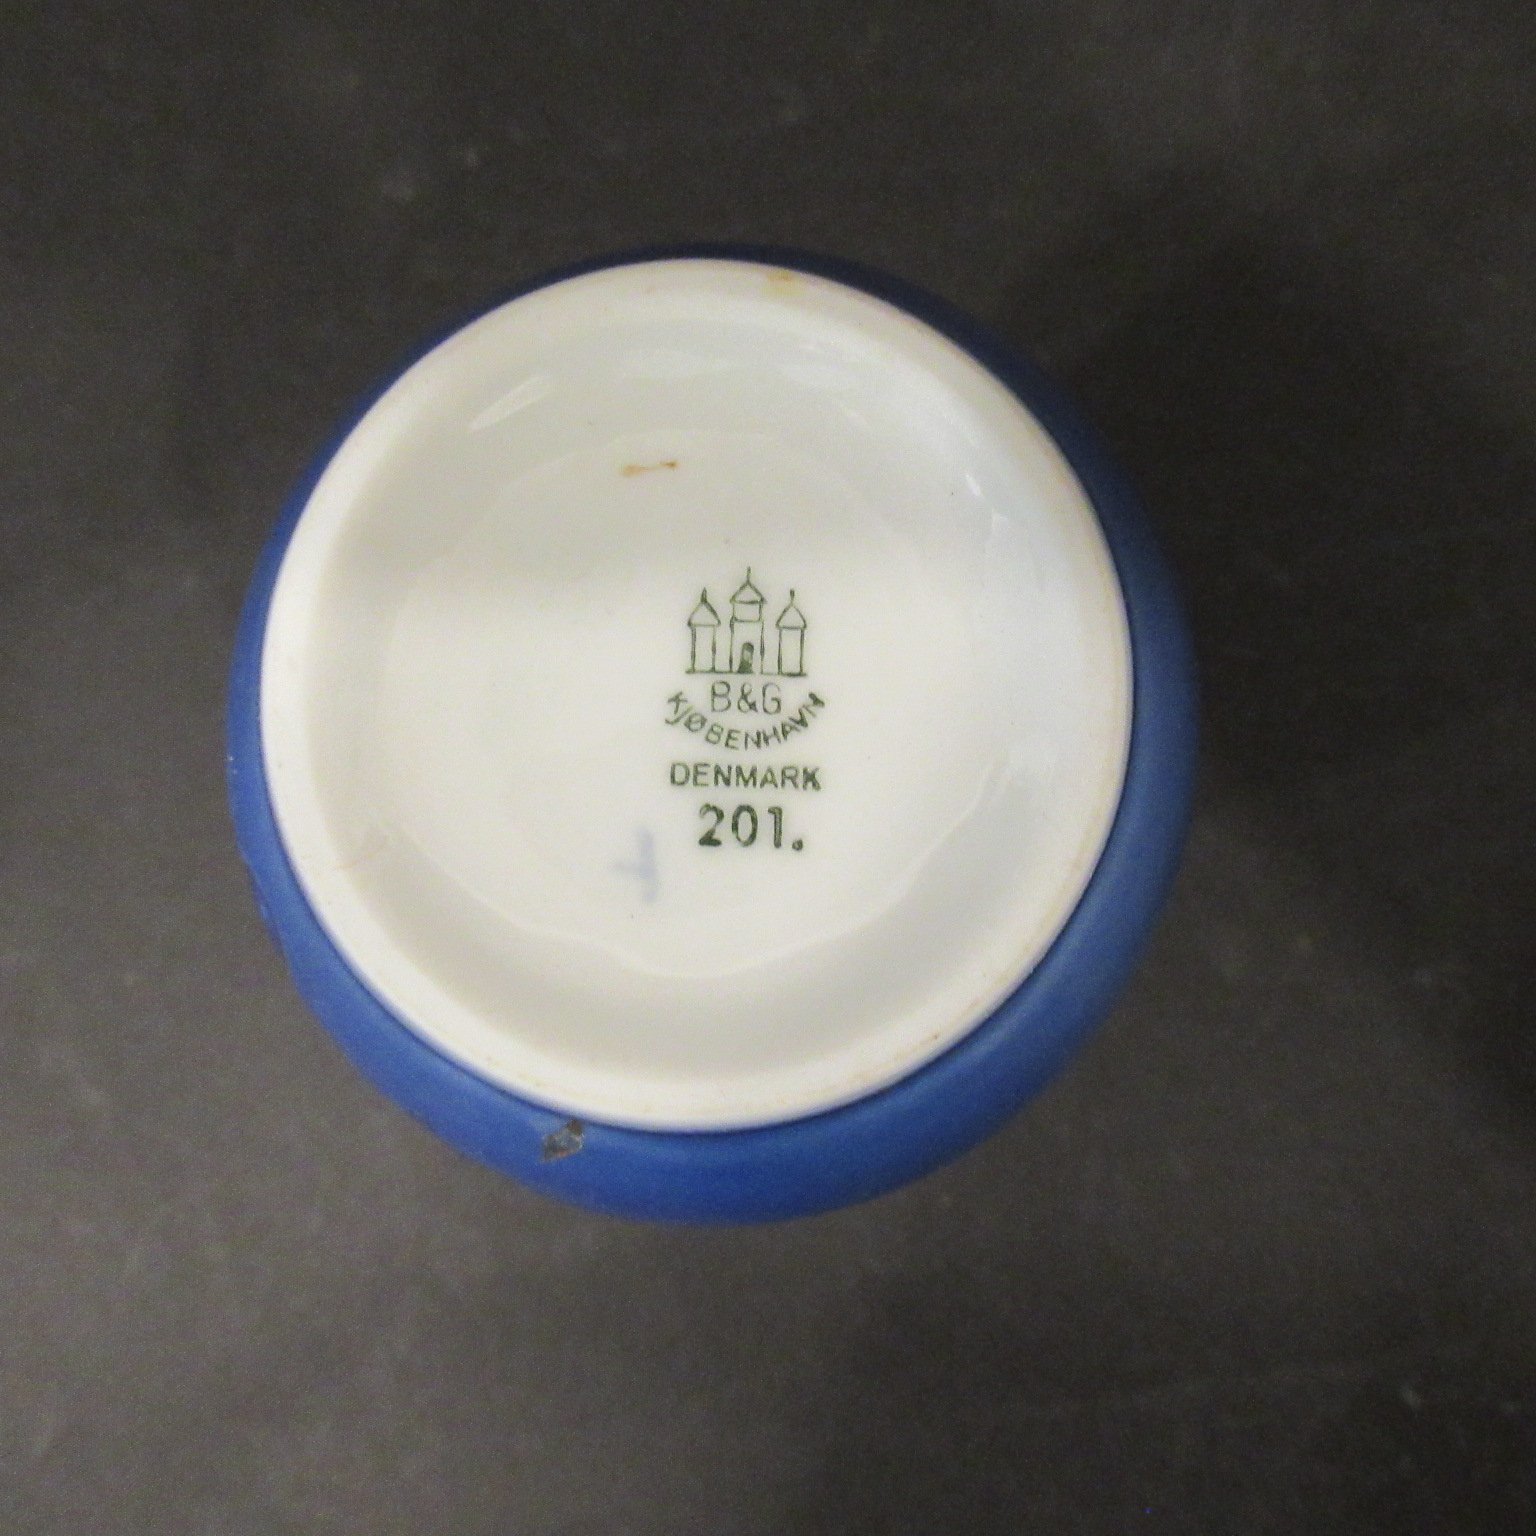 B&G
KJØBENHAVN
DENMARK
201.